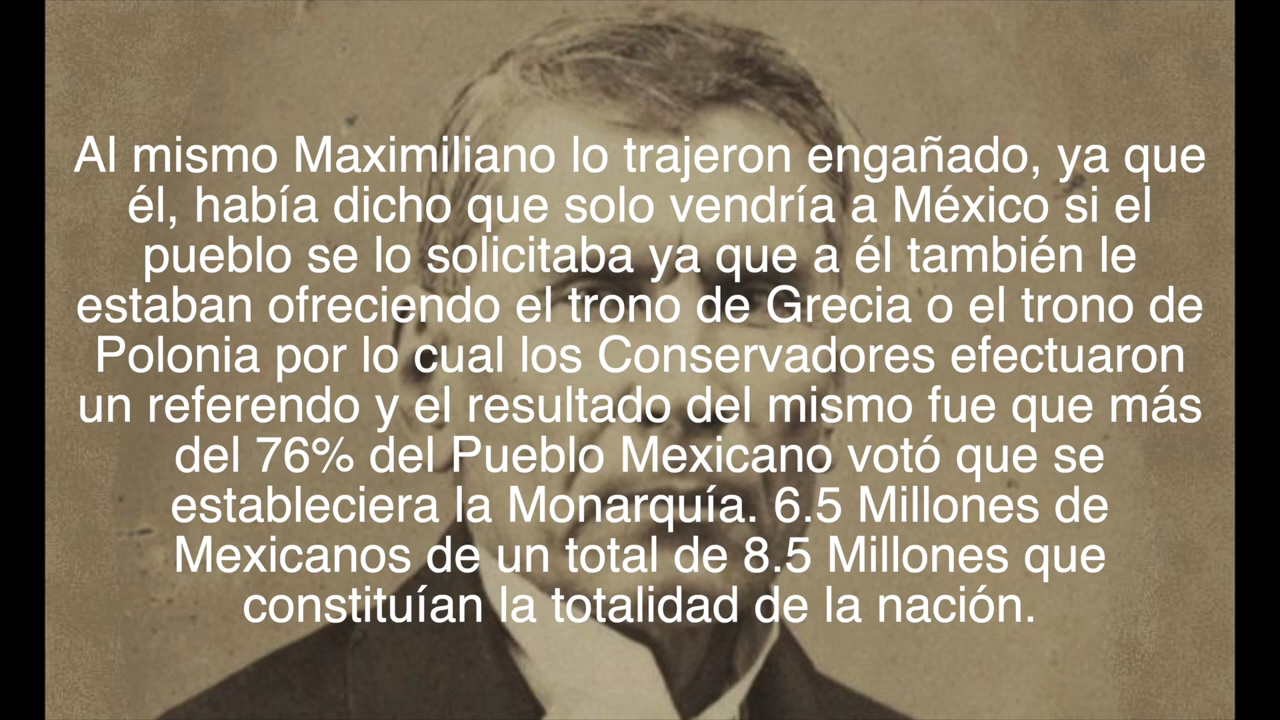 Al mismo Maximiliano lo trajeron engañado, ya que
él, había dicho que solo vendría a México si el
pueblo se lo solicitaba ya que a él también le
estaban ofreciendo el trono de Grecia o el trono de
Polonia por lo cual los Conservadores efectuaron
un referendo y el resultado del mismo fue que más
del 76% del Pueblo Mexicano votó que se
estableciera la Monarquía. 6.5 Millones de
Mexicanos de un total de 8.5 Millones que
constituían la totalidad de la nación.